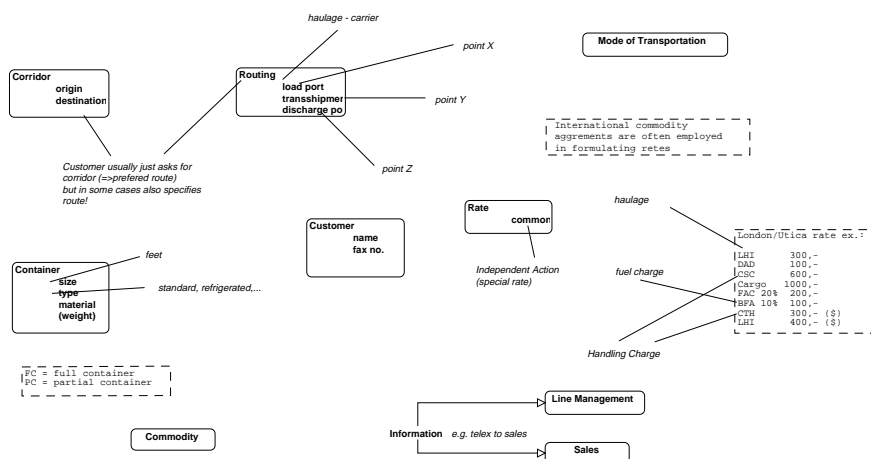 haulage - carrier
point X
Mode of Transportation
Corridor
origin
destination
Routing
load port
transshipmen
discharge po
point Y
International commodity
aggrements are often employed
in formulating retes
point Z
Customer usually just asks for
corridor (=>prefered route)
but in some cases also specifies
route!
haulage
Rate
common
Customer
name
fax no.
London/Utica rate ex.:
LHI 300,-
DAD 100,-
CSC 600,-
Cargo 1000,-
FAC 20% 200,-
BFA 10% 100,-
CTH 300,- ($)
LHI 400,- ($)
feet
Container
size
type
material
(weight)
standard, refrigerated,...
Independent Action
(special rate)
fuel charge
Handling Charge
FC = full container
PC = partial container
Line Management
Commodity
Information e.g. telex to sales
Sales